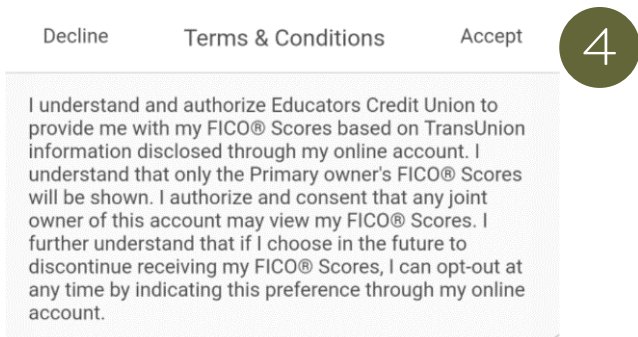 Decline Terms & Conditions Accept 4
I understand and authorize Educators Credit Union to
provide me with my FICO® Scores based on TransUnion
information disclosed through my online account. I
understand that only the Primary owner's FICO® Scores
will be shown. I authorize and consent that any joint
owner of this account may view my FICO® Scores. I
further understand that if I choose in the future to
discontinue receiving my FICO® Scores, I can opt-out at
any time by indicating this preference through my online
account.